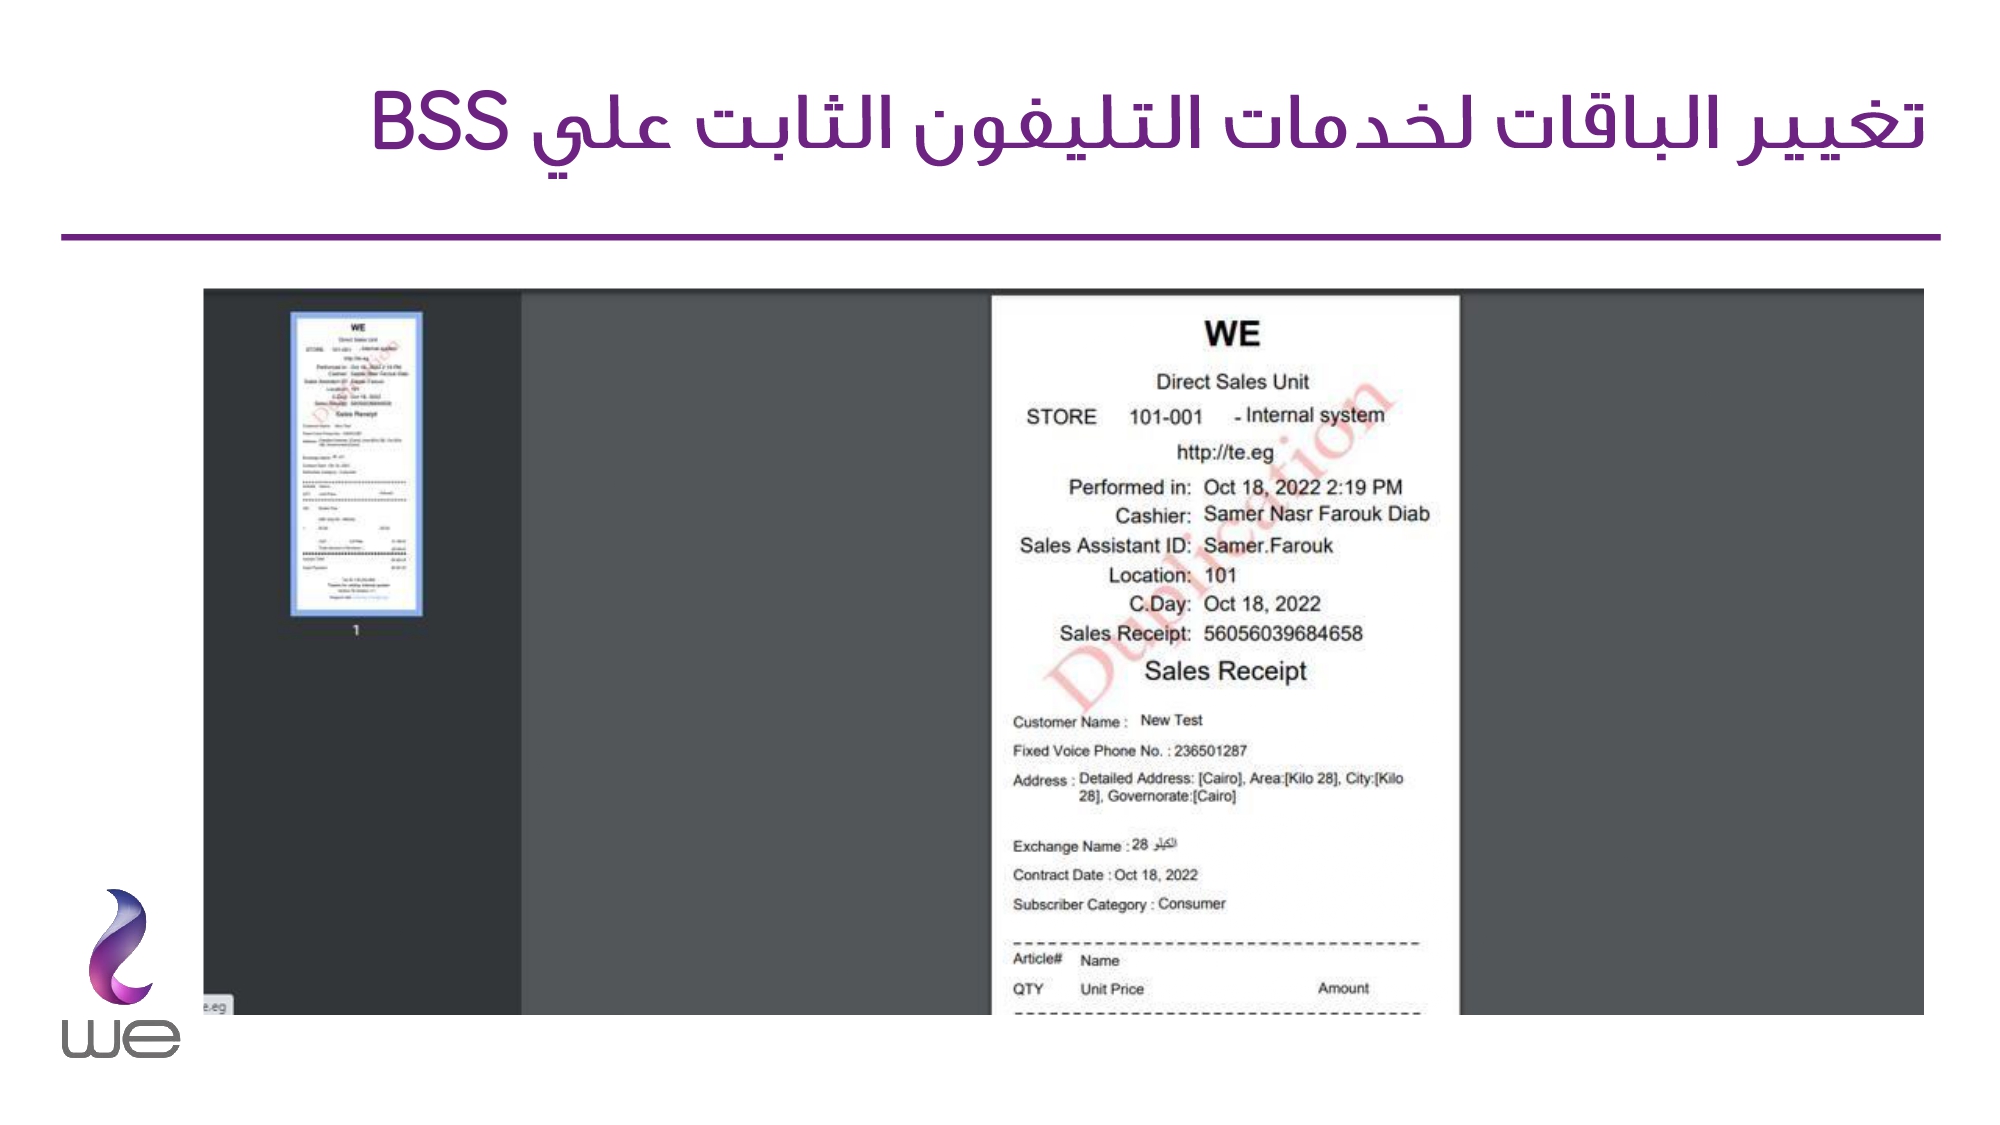 تغيير الباقات لخدمات التليفون الثابت علي BSS
WE
Direct Sales Unit
STORE 101-001 - Internal system
http://te.eg
Performed in: Oct 18, 2022 2:19 PM
Cashier: Samer Nasr Farouk Diab
Sales Assistant ID: Samer.Farouk
Location: 101
C.Day: Oct 18, 2022
Sales Receipt: 56056039684658
Sales Receipt
Duplication
Customer Name : New Test
Fixed Voice Phone No. : 236501287
Address : Detailed Address: [Cairo], Area:[Kilo 28], City:[Kilo
28], Governorate:[Cairo]
Exchange Name : 28 الكيلو
Contract Date : Oct 18, 2022
Subscriber Category : Consumer
Article# Name
QTY Unit Price Amount
WE
Sales Receipt
1
e.eg
we